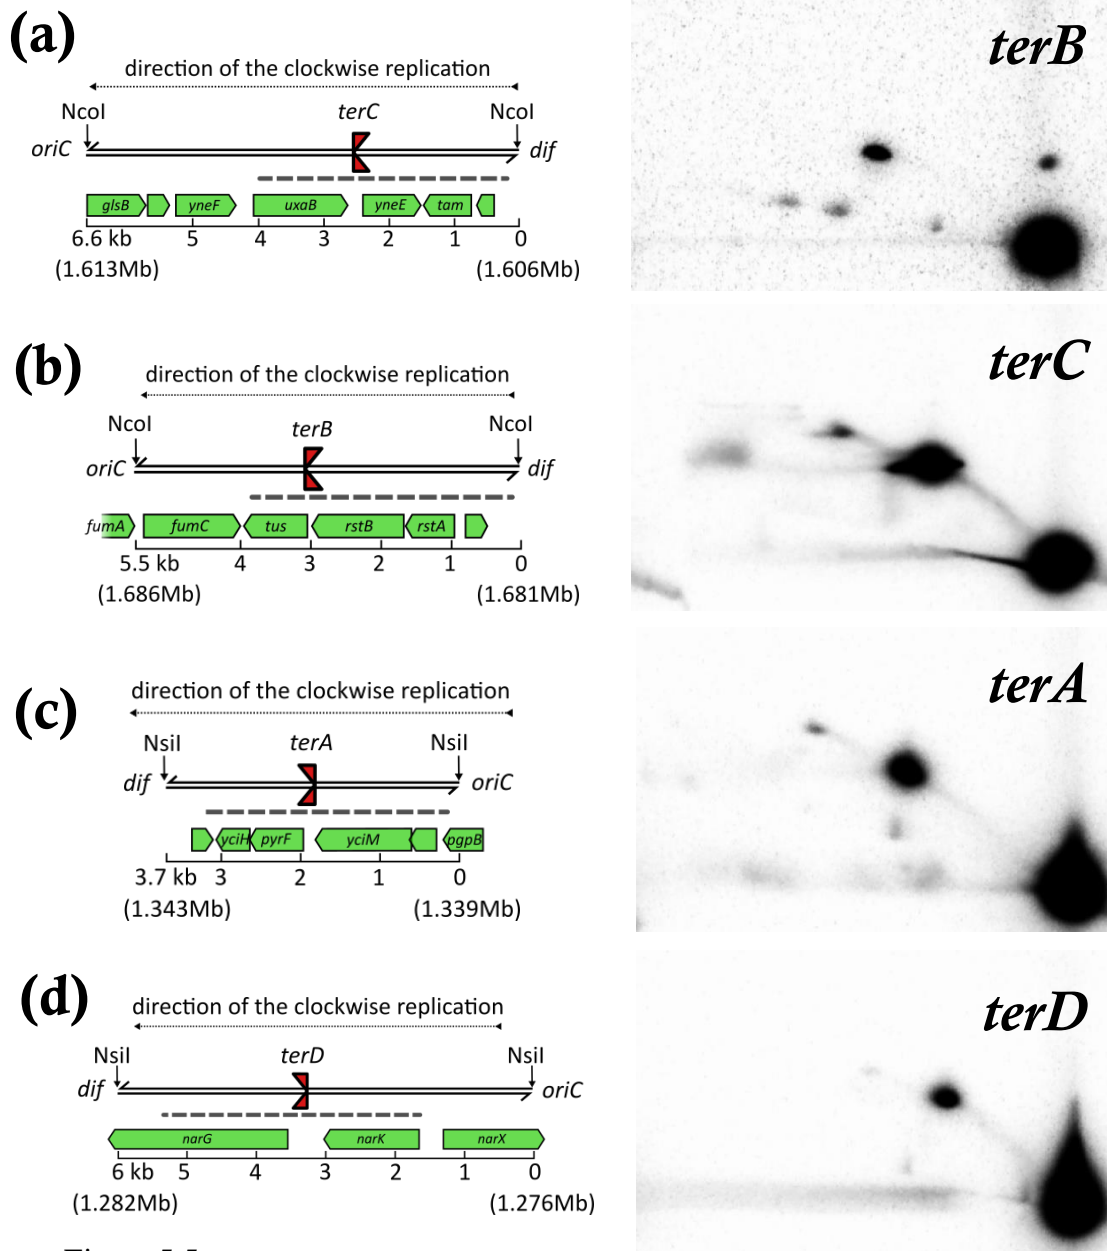 (a)
direction of the clockwise replication
NcoI terC NcoI
oriC dif
glsB yneF uxaB yneE tam
6.6 kb 5 4 3 2 1 0
(1.613Mb) (1.606Mb)
terB
(b)
direction of the clockwise replication
NcoI terB NcoI
oriC dif
fumA fumC tus rstB rstA
5.5 kb 4 3 2 1 0
(1.686Mb) (1.681Mb)
terC
(c)
direction of the clockwise replication
NsiI terA NsiI
dif oriC
yciH pyrF yciM pgpB
3.7 kb 3 2 1 0
(1.343Mb) (1.339Mb)
terA
(d)
direction of the clockwise replication
NsiI terD NsiI
dif oriC
narG narK narX
6 kb 5 4 3 2 1 0
(1.282Mb) (1.276Mb)
terD